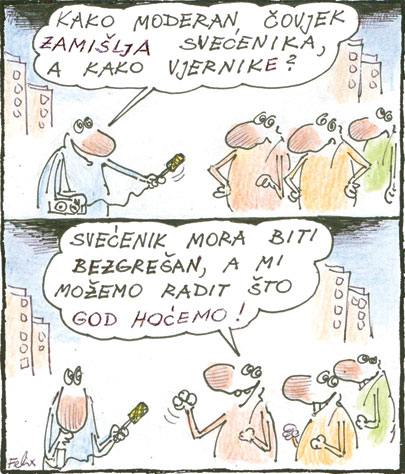 KAKO MODERAN ČOVJEK
ZAMIŠLJA SVEĆENIKA,
A KAKO VJERNIKE?
SVEĆENIK MORA BITI
BEZGREŠAN, A MI
MOŽEMO RADIT ŠTO
GOD HOĆEMO!
Felix